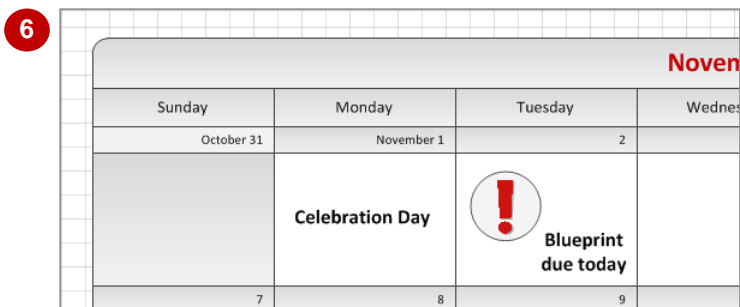 6
Novem
Sunday Monday Tuesday Wednes
October 31 November 1 2
Celebration Day
Blueprint
due today
7 8 9